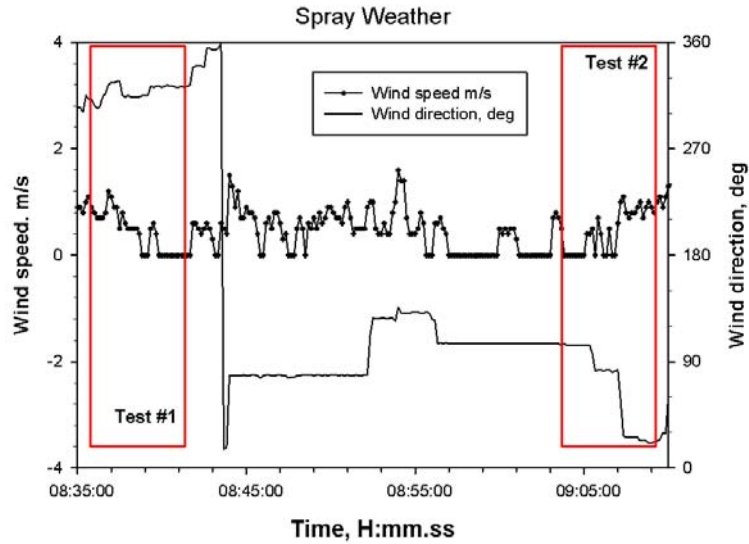 Spray Weather
4
2
0
-2
-4
Wind speed. m/s
360
270
180
90
0
Wind direction, deg
Test #2
Wind speed m/s
Wind direction, deg
Test #1
08:35:00
08:45:00
08:55:00
09:05:00
Time, H:mm.ss